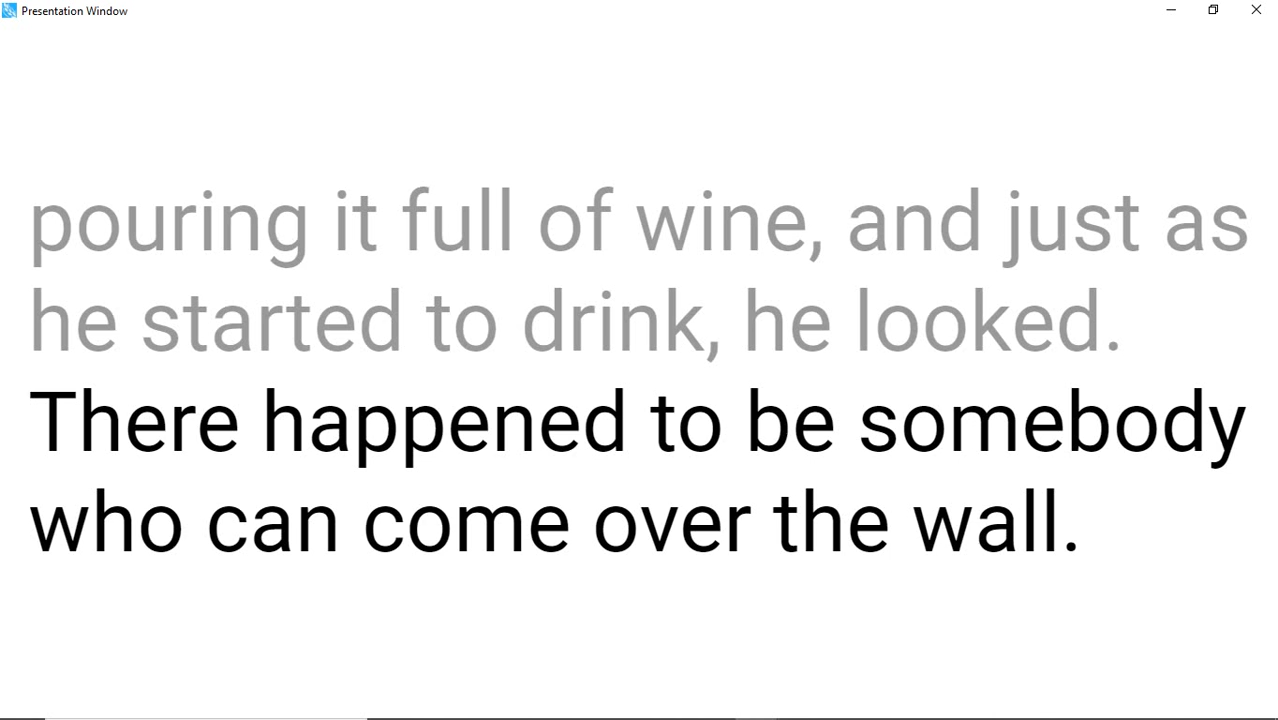 Presentation Window
pouring it full of wine, and just as
he started to drink, he looked.
There happened to be somebody
who can come over the wall.